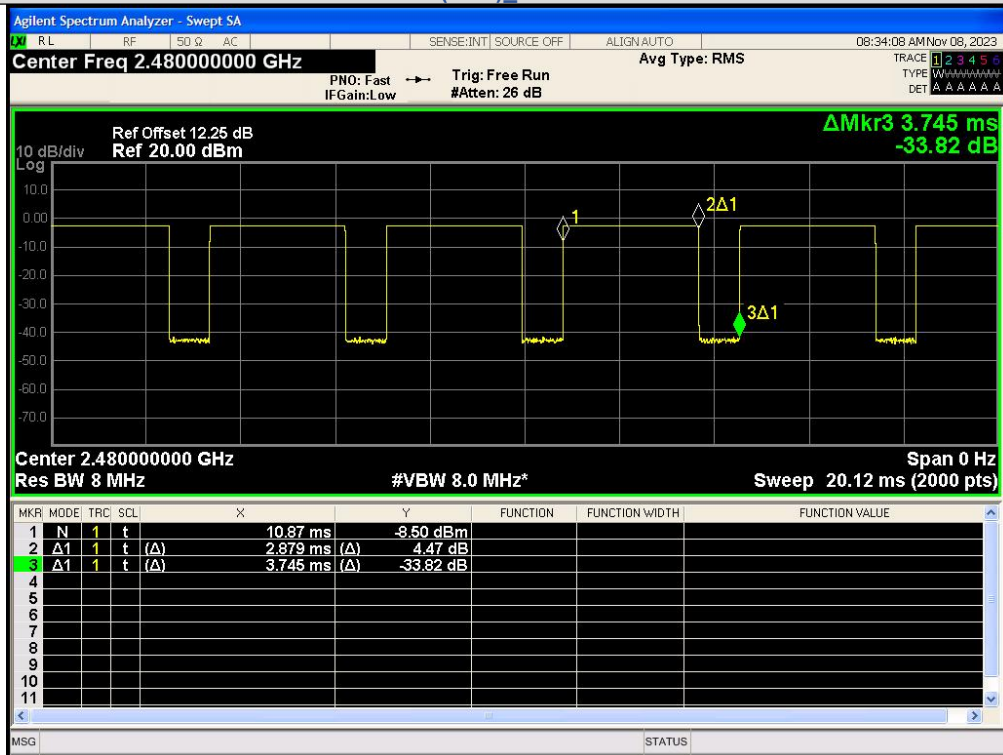 Agilent Spectrum Analyzer - Swept SA
LXI RL RF 50 Ω AC SENSE:INT SOURCE OFF ALIGN AUTO 08:34:08 AM Nov 08, 2023
Center Freq 2.480000000 GHz Avg Type: RMS TRACE 1 2 3 4 5 6
PNO: Fast Trig: Free Run TYPE
IFGain:Low #Atten: 26 dB DET A A A A A A
ΔMkr3 3.745 ms
Ref Offset 12.25 dB -33.82 dB
10 dB/div Ref 20.00 dBm
Log
10.0
0.00 1 2Δ1
-10.0
-20.0
-30.0 3Δ1
-40.0
-50.0
-60.0
-70.0
Center 2.480000000 GHz Span 0 Hz
Res BW 8 MHz #VBW 8.0 MHz* Sweep 20.12 ms (2000 pts)
MKR MODE TRC SCL X Y FUNCTION FUNCTION WIDTH FUNCTION VALUE
1 N 1 t 10.87 ms -8.50 dBm
2 Δ1 1 t (Δ) 2.879 ms (Δ) 4.47 dB
3 Δ1 1 t (Δ) 3.745 ms (Δ) -33.82 dB
4
5
6
7
8
9
10
11
MSG STATUS